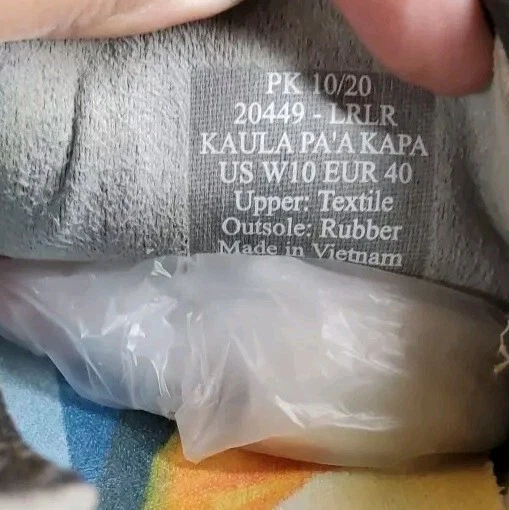 PK 10/20
20449 - LRLR
KAULA PA'A KAPA
US W10 EUR 40
Upper: Textile
Outsole: Rubber
Made in Vietnam